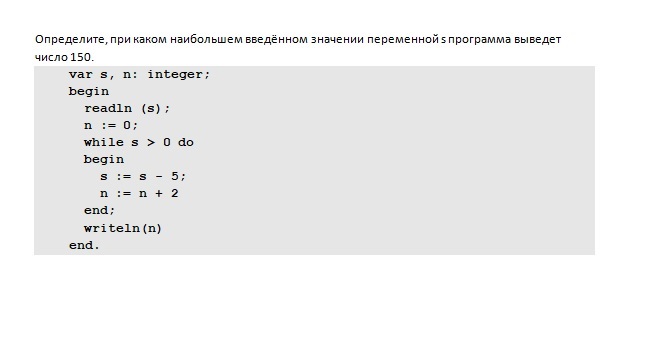 Определите, при каком наибольшем введённом значении переменной s программа выведет
число 150.
var s, n: integer;
begin
readln (s);
n := 0;
while s > 0 do
begin
s := s - 5;
n := n + 2
end;
writeln(n)
end.